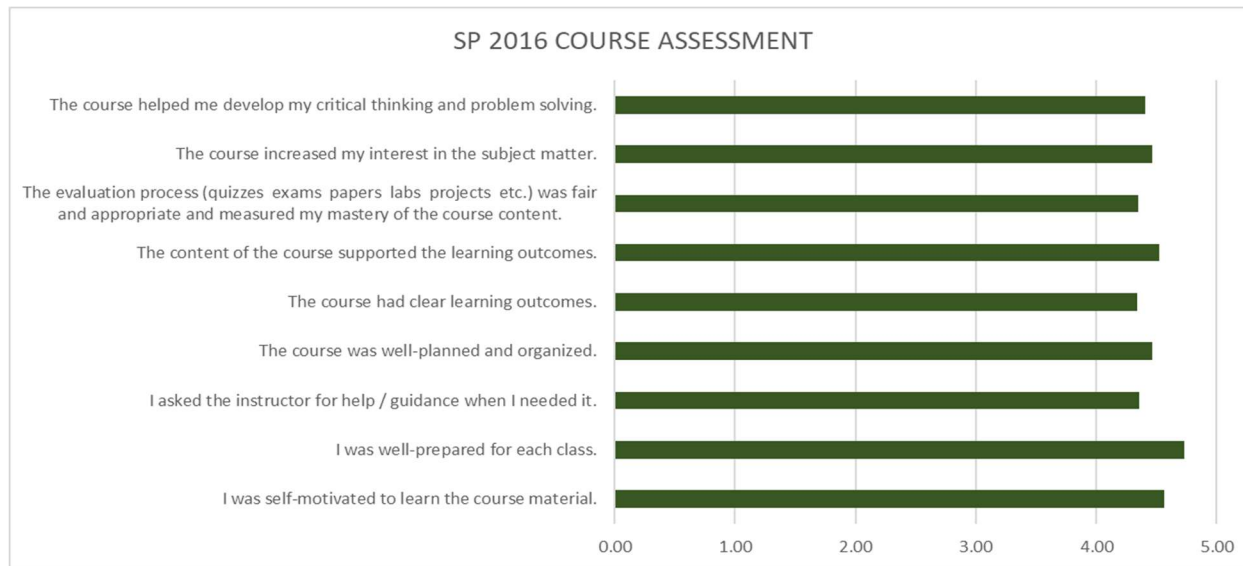 SP 2016 COURSE ASSESSMENT
The course helped me develop my critical thinking and problem solving.
The course increased my interest in the subject matter.
The evaluation process (quizzes exams papers labs projects etc.) was fair
and appropriate and measured my mastery of the course content.
The content of the course supported the learning outcomes.
The course had clear learning outcomes.
The course was well-planned and organized.
I asked the instructor for help / guidance when I needed it.
I was well-prepared for each class.
I was self-motivated to learn the course material.
0.00 1.00 2.00 3.00 4.00 5.00